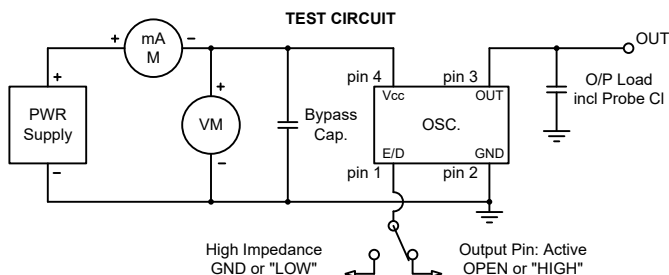 TEST CIRCUIT
mA
M
+
−
+
−
PWR
Supply
+
−
VM
Bypass
Cap.
pin 4
pin 3
Vcc
OUT
OSC.
E/D
GND
pin 1
pin 2
OUT
O/P Load
incl Probe Cl
High Impedance
GND or "LOW"
Output Pin: Active
OPEN or "HIGH"